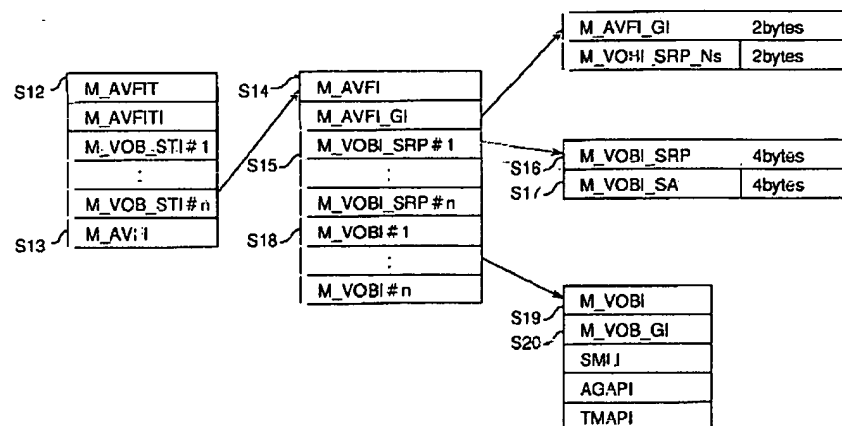 M_AVFI_GI 2bytes
M_VOBI_SRP_Ns 2bytes
S12 M_AVFIT
M_AVFITI
M_VOB_STI#1
:
M_VOB_STI#n
S13 M_AVFI
S14 M_AVFI
M_AVFI_GI
S15 M_VOBI_SRP#1
:
M_VOBI_SRP#n
S18 M_VOBI#1
:
M_VOBI#n
S16 M_VOBI_SRP 4bytes
S17 M_VOBI_SA 4bytes
S19 M_VOBI
S20 M_VOB_GI
AGAPI
TMAPI